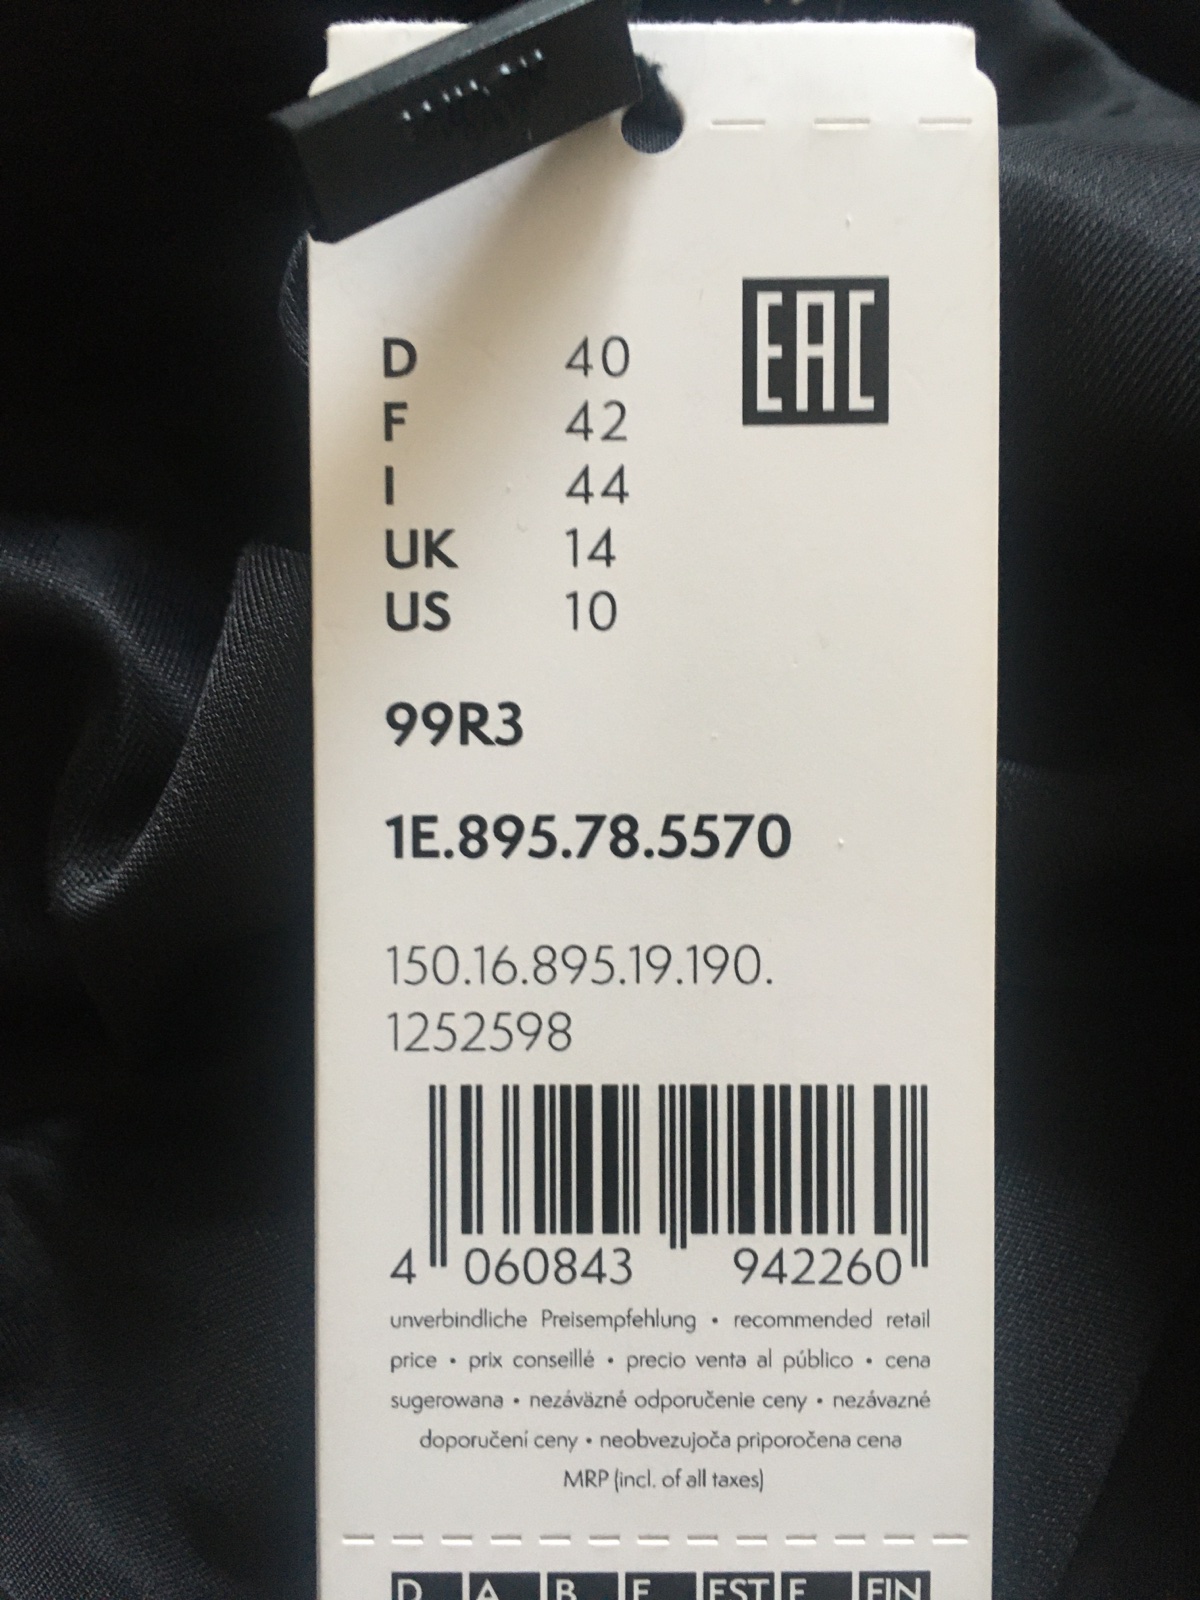 EAC
D 40
F 42
I 44
UK 14
US 10
99R3
1E.895.78.5570
150.16.895.19.190.
1252598
4 060843 942260
unverbindliche Preisempfehlung • recommended retail
price • prix conseillé • precio venta al público • cena
sugerowana • nezáväzné odporučenie ceny • nezávazné
doporučení ceny • neobvezujoča priporočena cena
MRP (incl. of all taxes)
D A B E EST F FIN